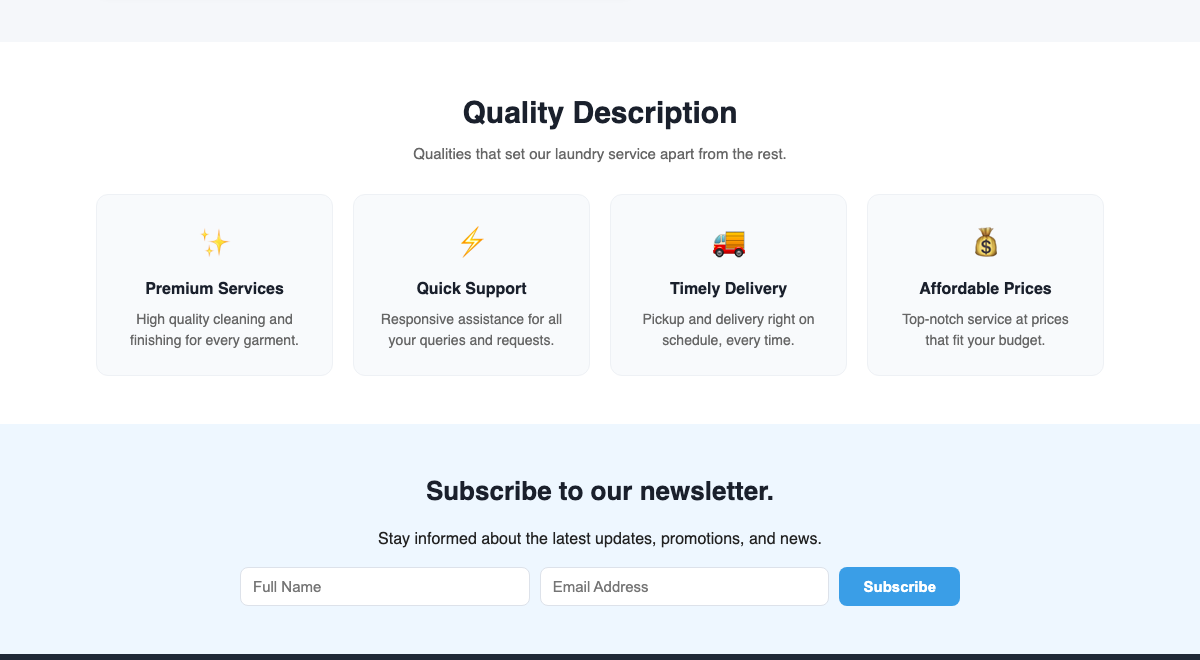 Quality Description
Qualities that set our laundry service apart from the rest.
Premium Services
High quality cleaning and
finishing for every garment.
Quick Support
Responsive assistance for all
your queries and requests.
Timely Delivery
Pickup and delivery right on
schedule, every time.
Affordable Prices
Top-notch service at prices
that fit your budget.
Subscribe to our newsletter.
Stay informed about the latest updates, promotions, and news.
Full Name
Email Address
Subscribe